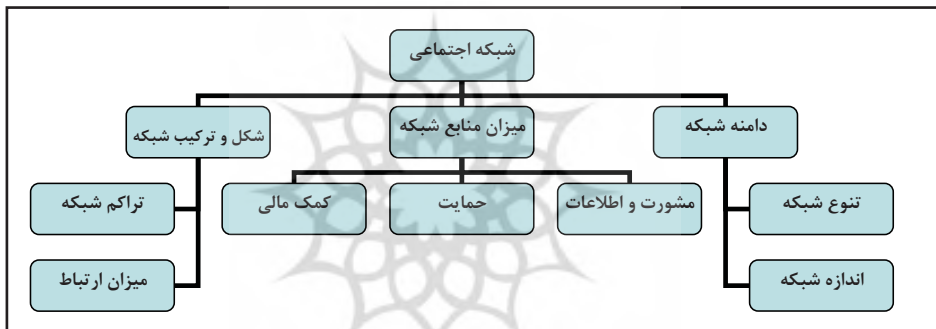 شبکه اجتماعی
دامنه شبکه
میزان منابع شبکه
شکل و ترکیب شبکه
تنوع شبکه
مشورت و اطلاعات
حمایت
کمک مالی
تراکم شبکه
اندازه شبکه
میزان ارتباط